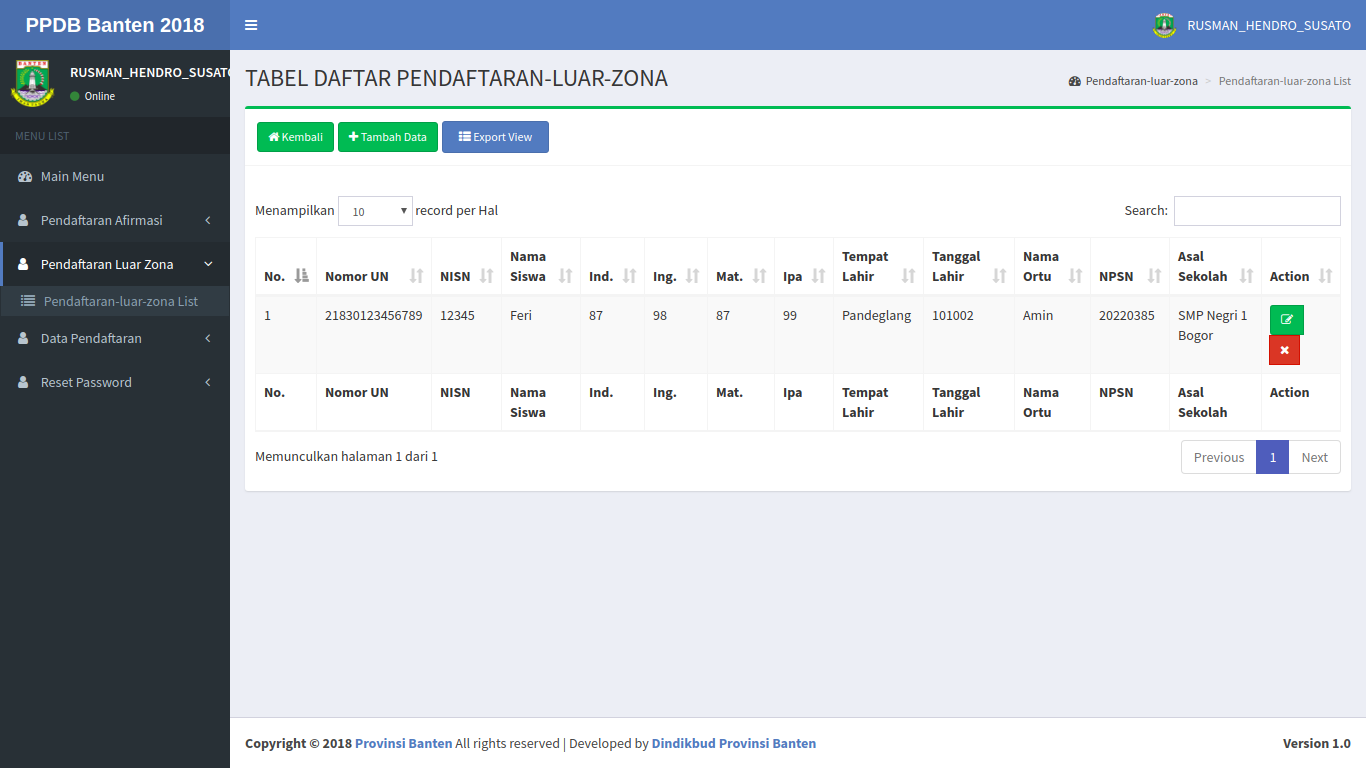 PPDB Banten 2018
RUSMAN_HENDRO_SUSATO
RUSMAN_HENDRO_SUSATO
Online
MENU LIST
Main Menu
Pendaftaran Afirmasi
Pendaftaran Luar Zona
Pendaftaran-luar-zona List
Data Pendaftaran
Reset Password
TABEL DAFTAR PENDAFTARAN-LUAR-ZONA
Pendaftaran-luar-zona > Pendaftaran-luar-zona List
Kembali Tambah Data Export View
Menampilkan 10 record per Hal Search:
No. Nomor UN NISN Nama Siswa Ind. Ing. Mat. Ipa Tempat Lahir Tanggal Lahir Nama Ortu NPSN Asal Sekolah Action
1 21830123456789 12345 Feri 87 98 87 99 Pandeglang 101002 Amin 20220385 SMP Negri 1 Bogor
No. Nomor UN NISN Nama Siswa Ind. Ing. Mat. Ipa Tempat Lahir Tanggal Lahir Nama Ortu NPSN Asal Sekolah Action
Memunculkan halaman 1 dari 1 Previous 1 Next
Copyright © 2018 Provinsi Banten All rights reserved | Developed by Dindikbud Provinsi Banten Version 1.0